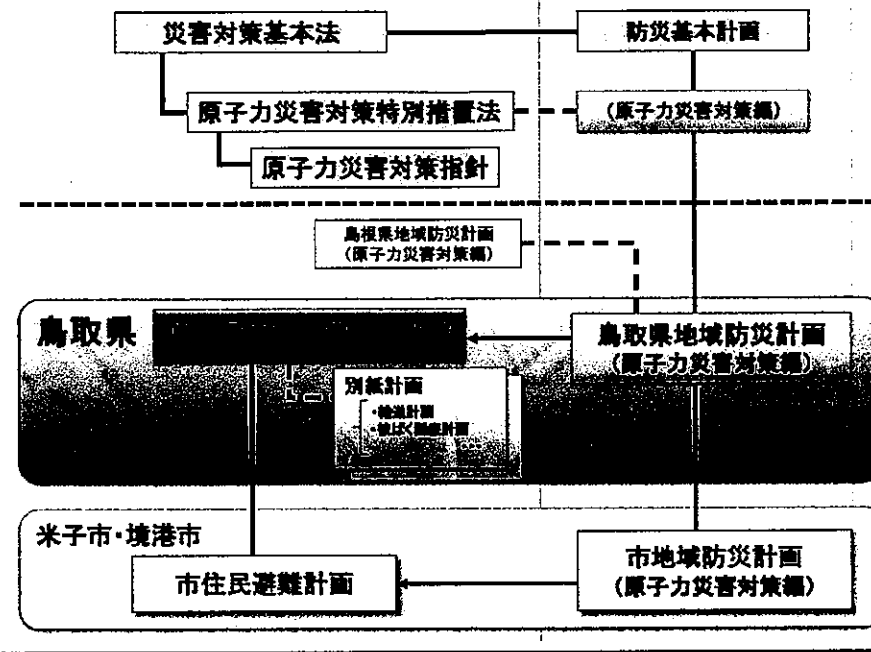 災害対策基本法
防災基本計画
原子力災害対策特別措置法
(原子力災害対策編)
原子力災害対策指針
島根県地域防災計画
(原子力災害対策編)
鳥取県
鳥取県地域防災計画
(原子力災害対策編)
別紙計画
・輸送計画
米子市・境港市
市地域防災計画
(原子力災害対策編)
市住民避難計画